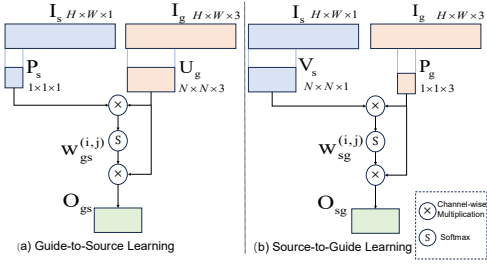 I_s H×W×1
I_g H×W×3
P_s
1×1×1
U_g
N×N×3
×
S
w_gs^(i,j)
×
O_gs
(a) Guide-to-Source Learning
I_s H×W×1
I_g H×W×3
V_s
N×N×1
P_g
1×1×3
×
S
w_sg^(i,j)
×
O_sg
(b) Source-to-Guide Learning
× Channel-wise
Multiplication
S Softmax